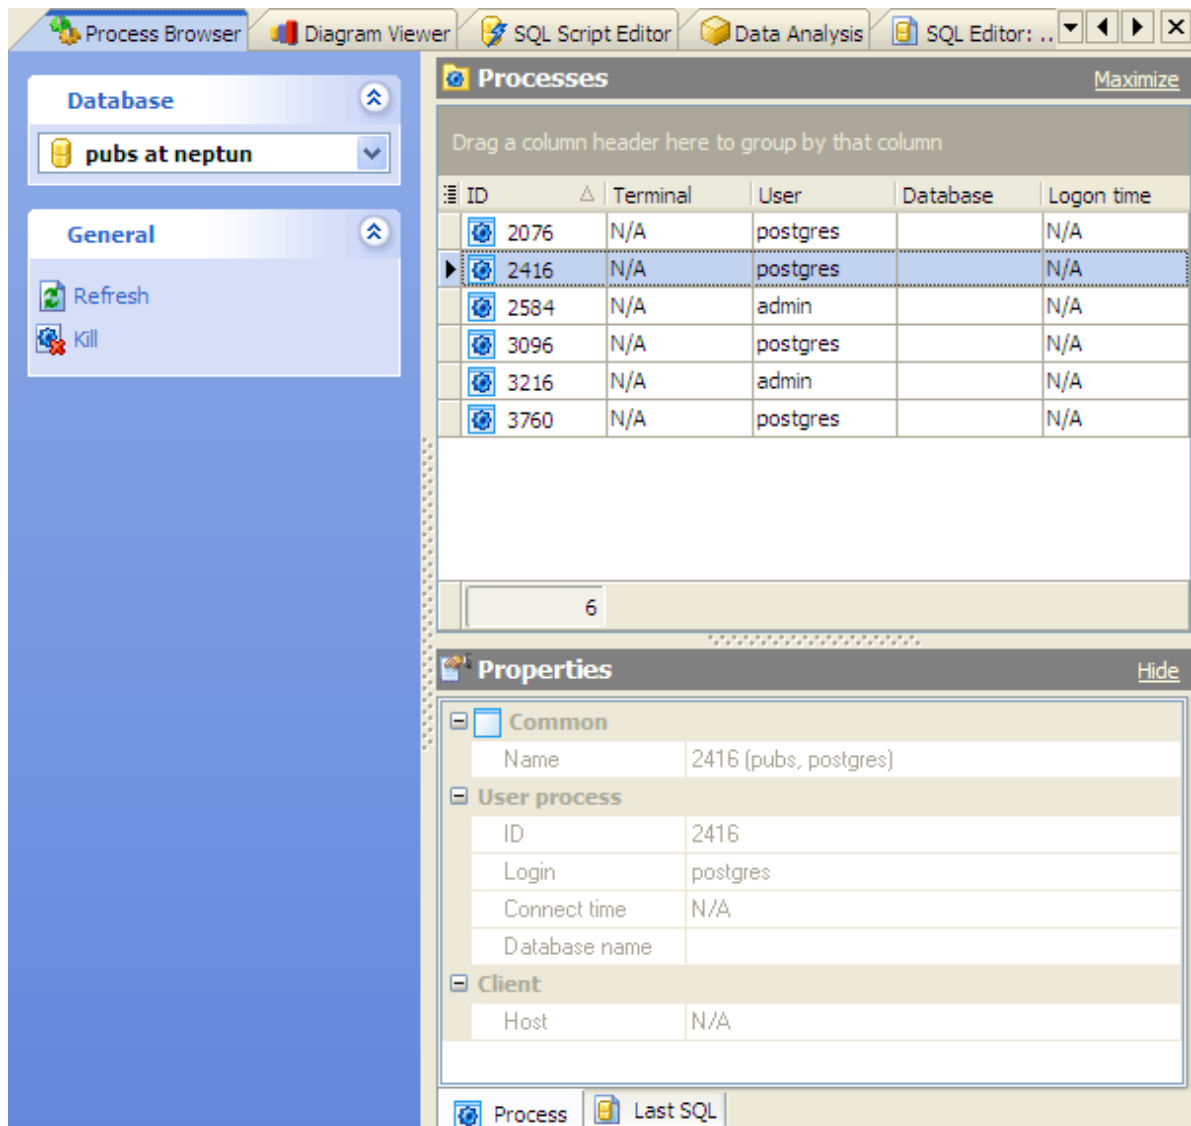 Process Browser Diagram Viewer SQL Script Editor Data Analysis SQL Editor: ..
Database
pubs at neptun
General
Refresh
Kill
Processes Maximize
Drag a column header here to group by that column
ID Terminal User Database Logon time
2076 N/A postgres N/A
2416 N/A postgres N/A
2584 N/A admin N/A
3096 N/A postgres N/A
3216 N/A admin N/A
3760 N/A postgres N/A
6
Properties Hide
Common
Name 2416 (pubs, postgres)
User process
ID 2416
Login postgres
Connect time N/A
Database name
Client
Host N/A
Process Last SQL